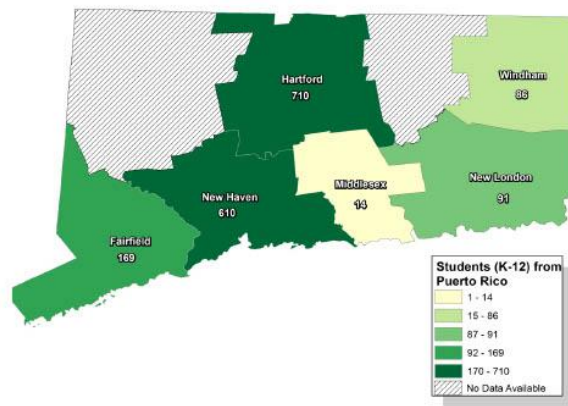 Hartford
710
Windham
86
New Haven
610
Middlesex
14
New London
91
Fairfield
169
Students (K-12) from
Puerto Rico
1 - 14
15 - 86
87 - 91
92 - 169
170 - 710
No Data Available